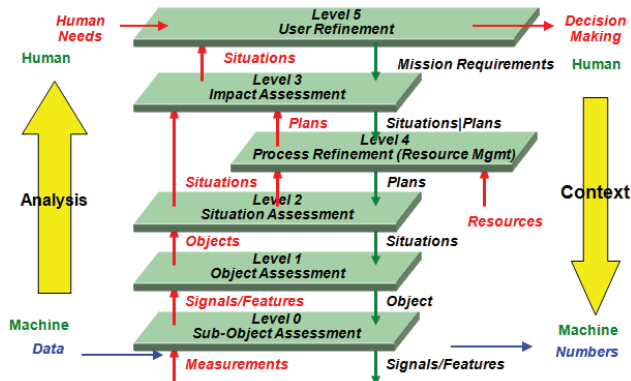 Human
Needs
Level 5
User Refinement
Decision
Making
Human
Situations
Mission Requirements
Human
Level 3
Impact Assessment
Plans
Situations|Plans
Level 4
Process Refinement (Resource Mgmt)
Analysis
Situations
Plans
Context
Level 2
Situation Assessment
Resources
Objects
Situations
Level 1
Object Assessment
Signals/Features
Object
Machine
Level 0
Sub-Object Assessment
Machine
Data
Numbers
Measurements
Signals/Features